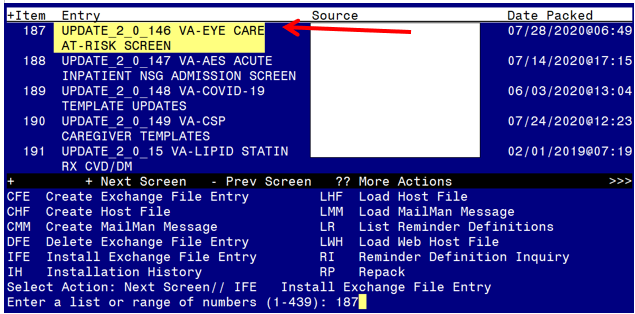 +Item Entry Source Date Packed
187 UPDATE_2_0_146 VA-EYE CARE 07/28/2020@06:49
AT-RISK SCREEN
188 UPDATE_2_0_147 VA-AES ACUTE 07/14/2020@17:15
INPATIENT NSG ADMISSION SCREEN
189 UPDATE_2_0_148 VA-COVID-19 06/03/2020@13:04
TEMPLATE UPDATES
190 UPDATE_2_0_149 VA-CSP 07/24/2020@12:23
CAREGIVER TEMPLATES
191 UPDATE_2_0_15 VA-LIPID STATIN 02/01/2019@07:19
RX CVD/DM
+ + Next Screen - Prev Screen ?? More Actions >>>
CFE Create Exchange File Entry LHF Load Host File
CHF Create Host File LMM Load MailMan Message
CMM Create MailMan Message LR List Reminder Definitions
DFE Delete Exchange File Entry LWH Load Web Host File
IFE Install Exchange File Entry RI Reminder Definition Inquiry
IH Installation History RP Repack
Select Action: Next Screen// IFE Install Exchange File Entry
Enter a list or range of numbers (1-439): 187